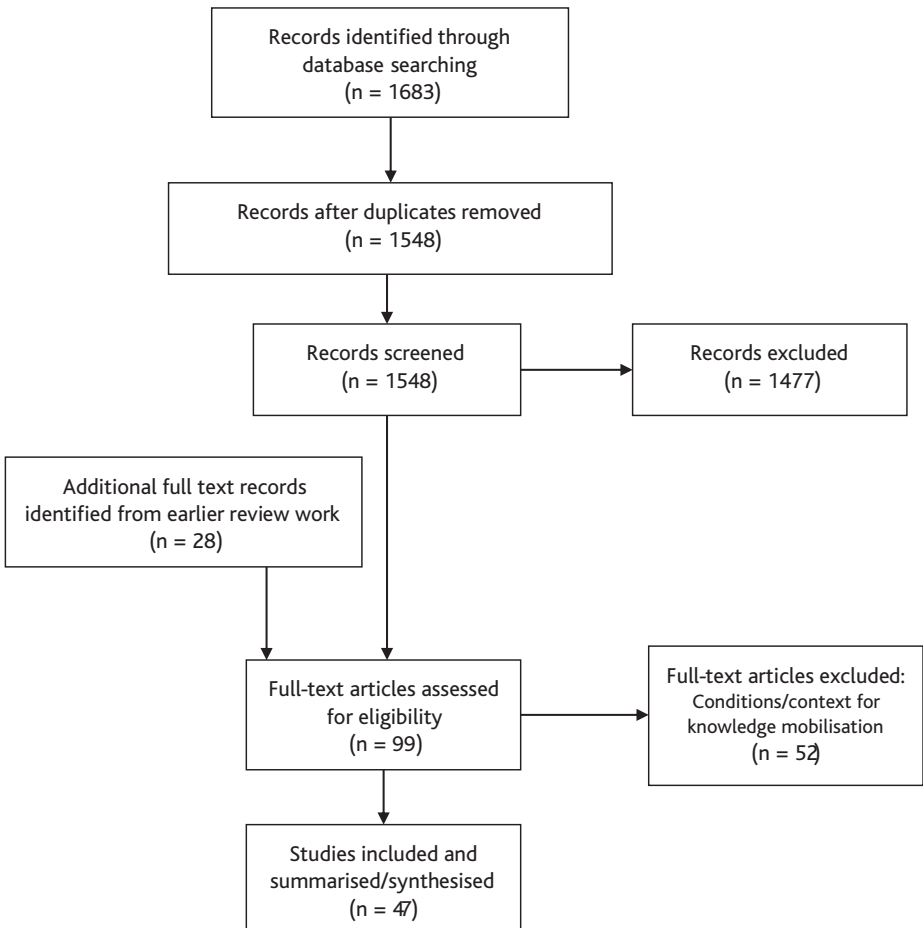 Records identified through
database searching
(n = 1683)
Records after duplicates removed
(n = 1548)
Records screened
(n = 1548)
Records excluded
(n = 1477)
Additional full text records
identified from earlier review work
(n = 28)
Full-text articles assessed
for eligibility
(n = 99)
Full-text articles excluded:
Conditions/context for
knowledge mobilisation
(n = 52)
Studies included and
summarised/synthesised
(n = 47)